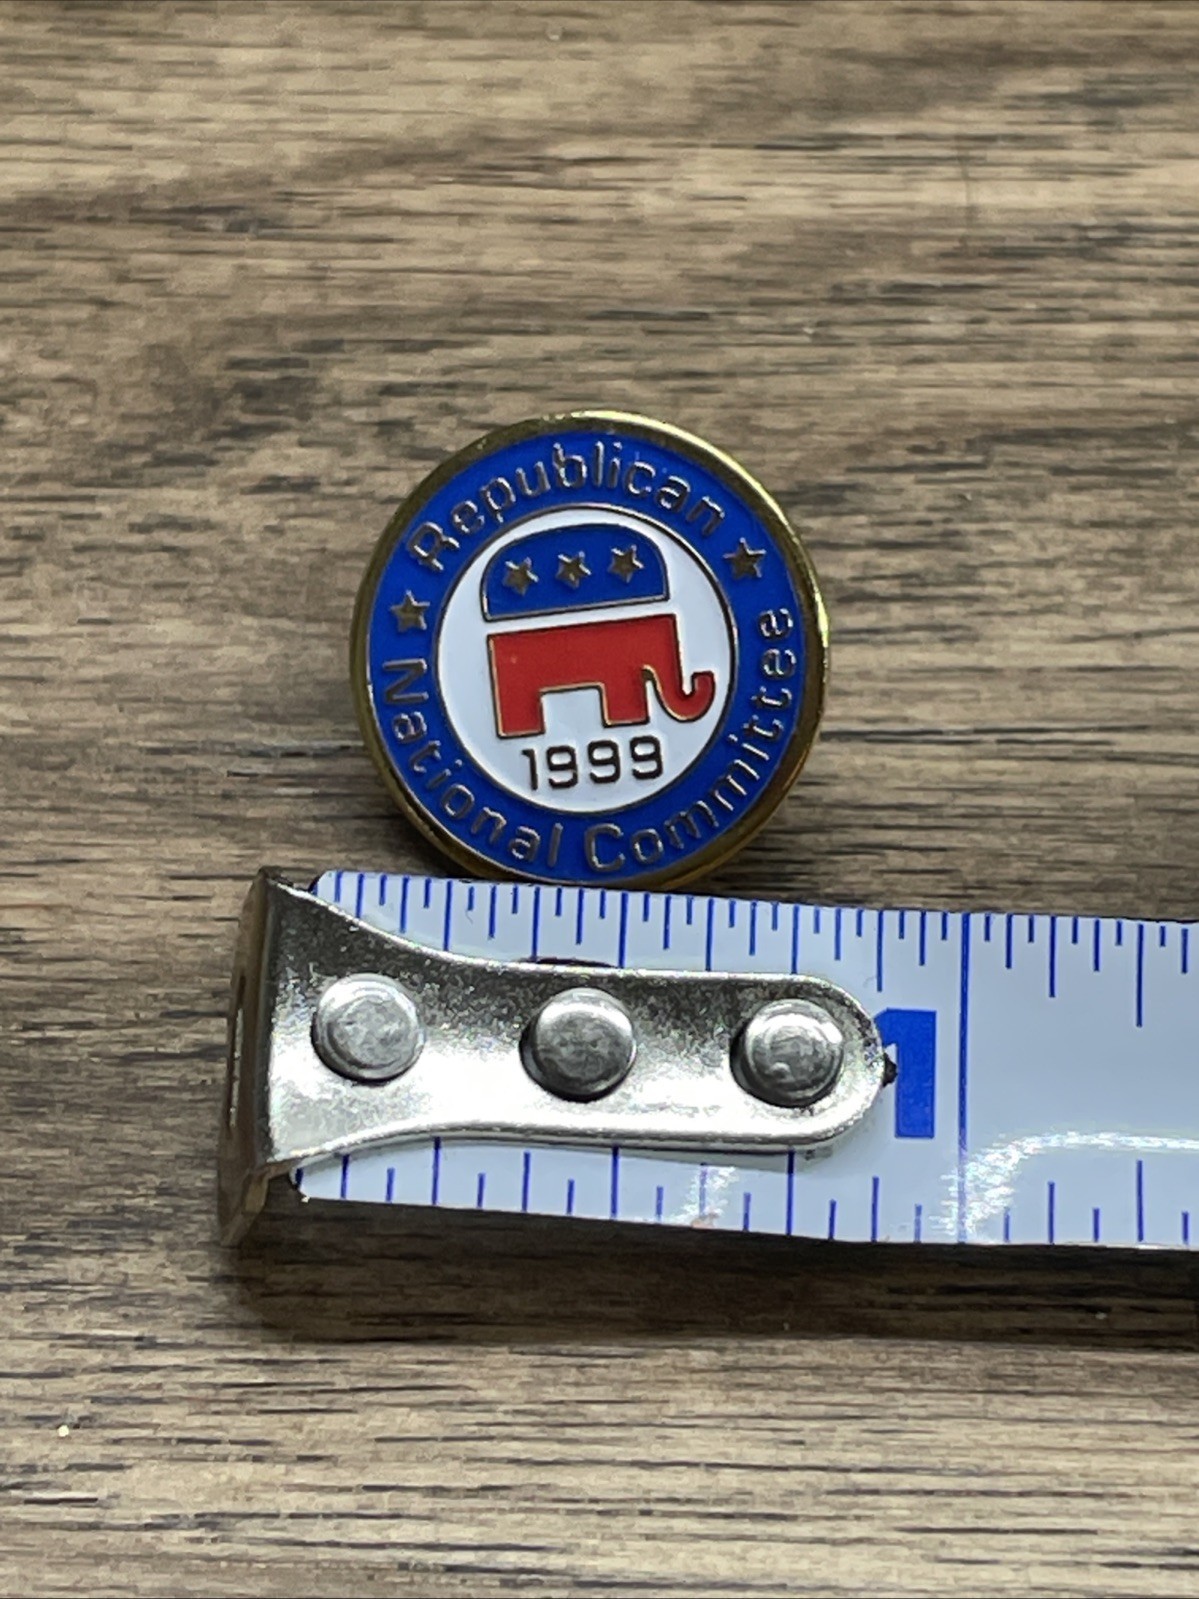 Republican
National Committee
1999
1